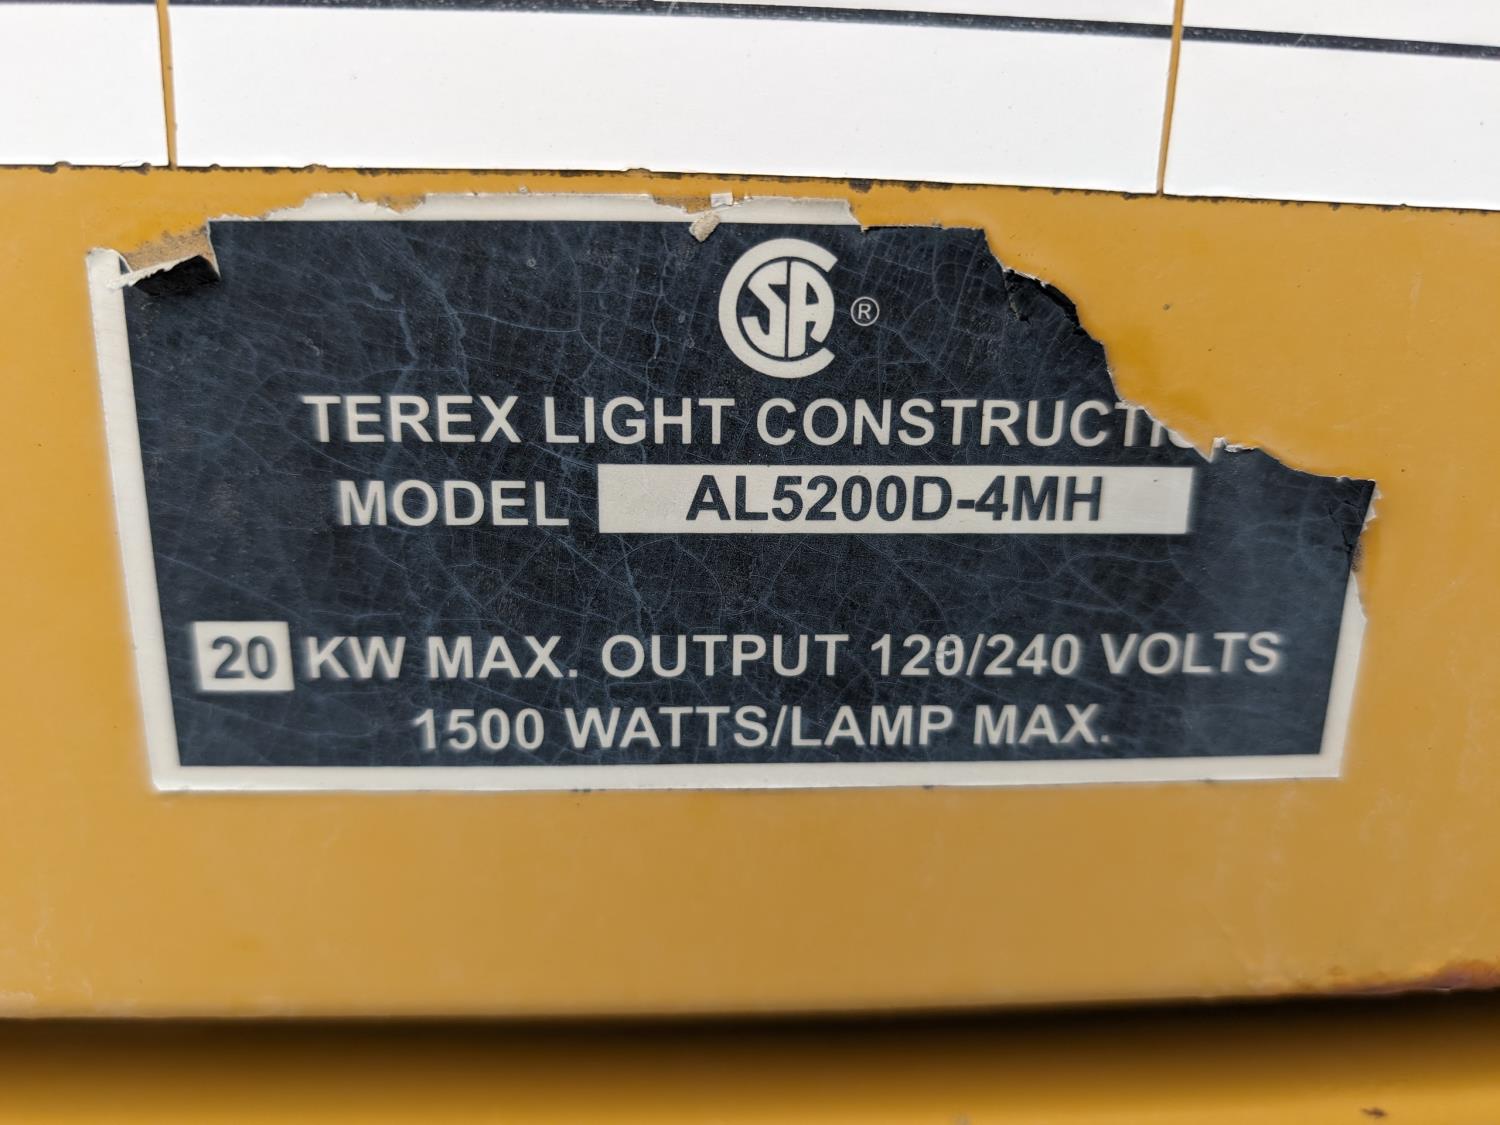 CSA ®
TEREX LIGHT CONSTRUCTI
MODEL AL5200D-4MH
20 KW MAX. OUTPUT 120/240 VOLTS
1500 WATTS/LAMP MAX.